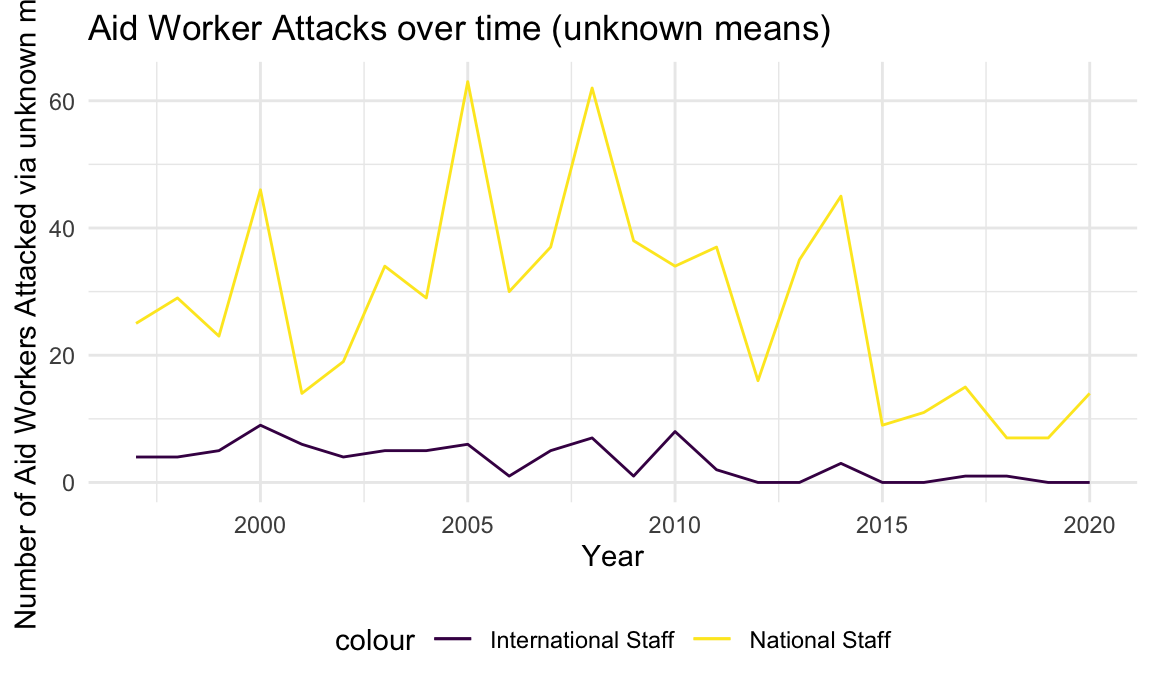 Aid Worker Attacks over time (unknown means)
Number of Aid Workers Attacked via unknown
60
40
20
0
2000 2005 2010 2015 2020
Year
colour International Staff National Staff